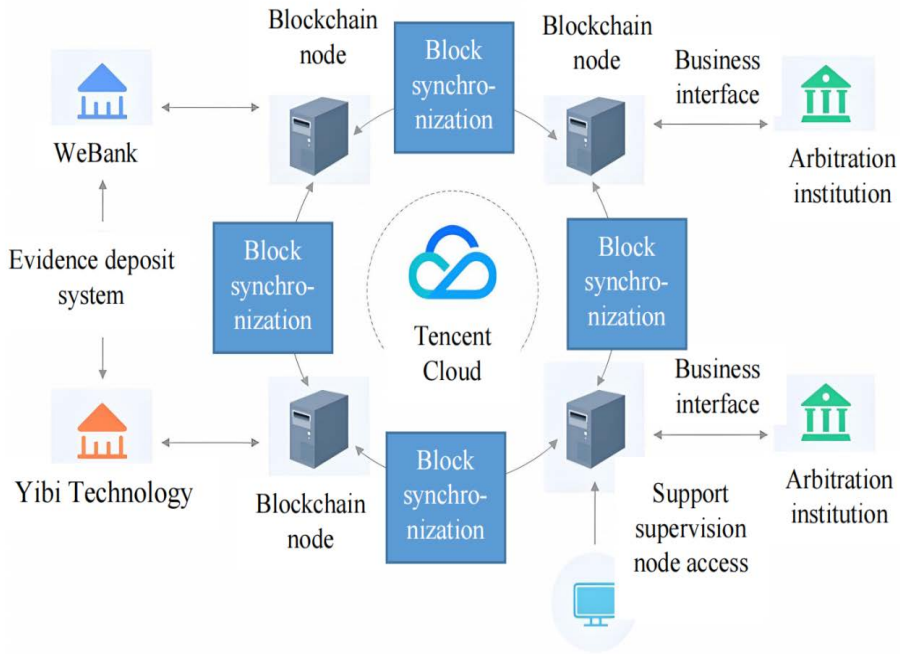 Blockchain
node
Block
synchro-
nization
Blockchain
node
Business
interface
WeBank
Arbitration
institution
Evidence deposit
system
Block
synchro-
nization
Tencent
Cloud
Block
synchro-
nization
Business
interface
Yibi Technology
Blockchain
node
Block
synchro-
nization
Support
supervision
node access
Arbitration
institution